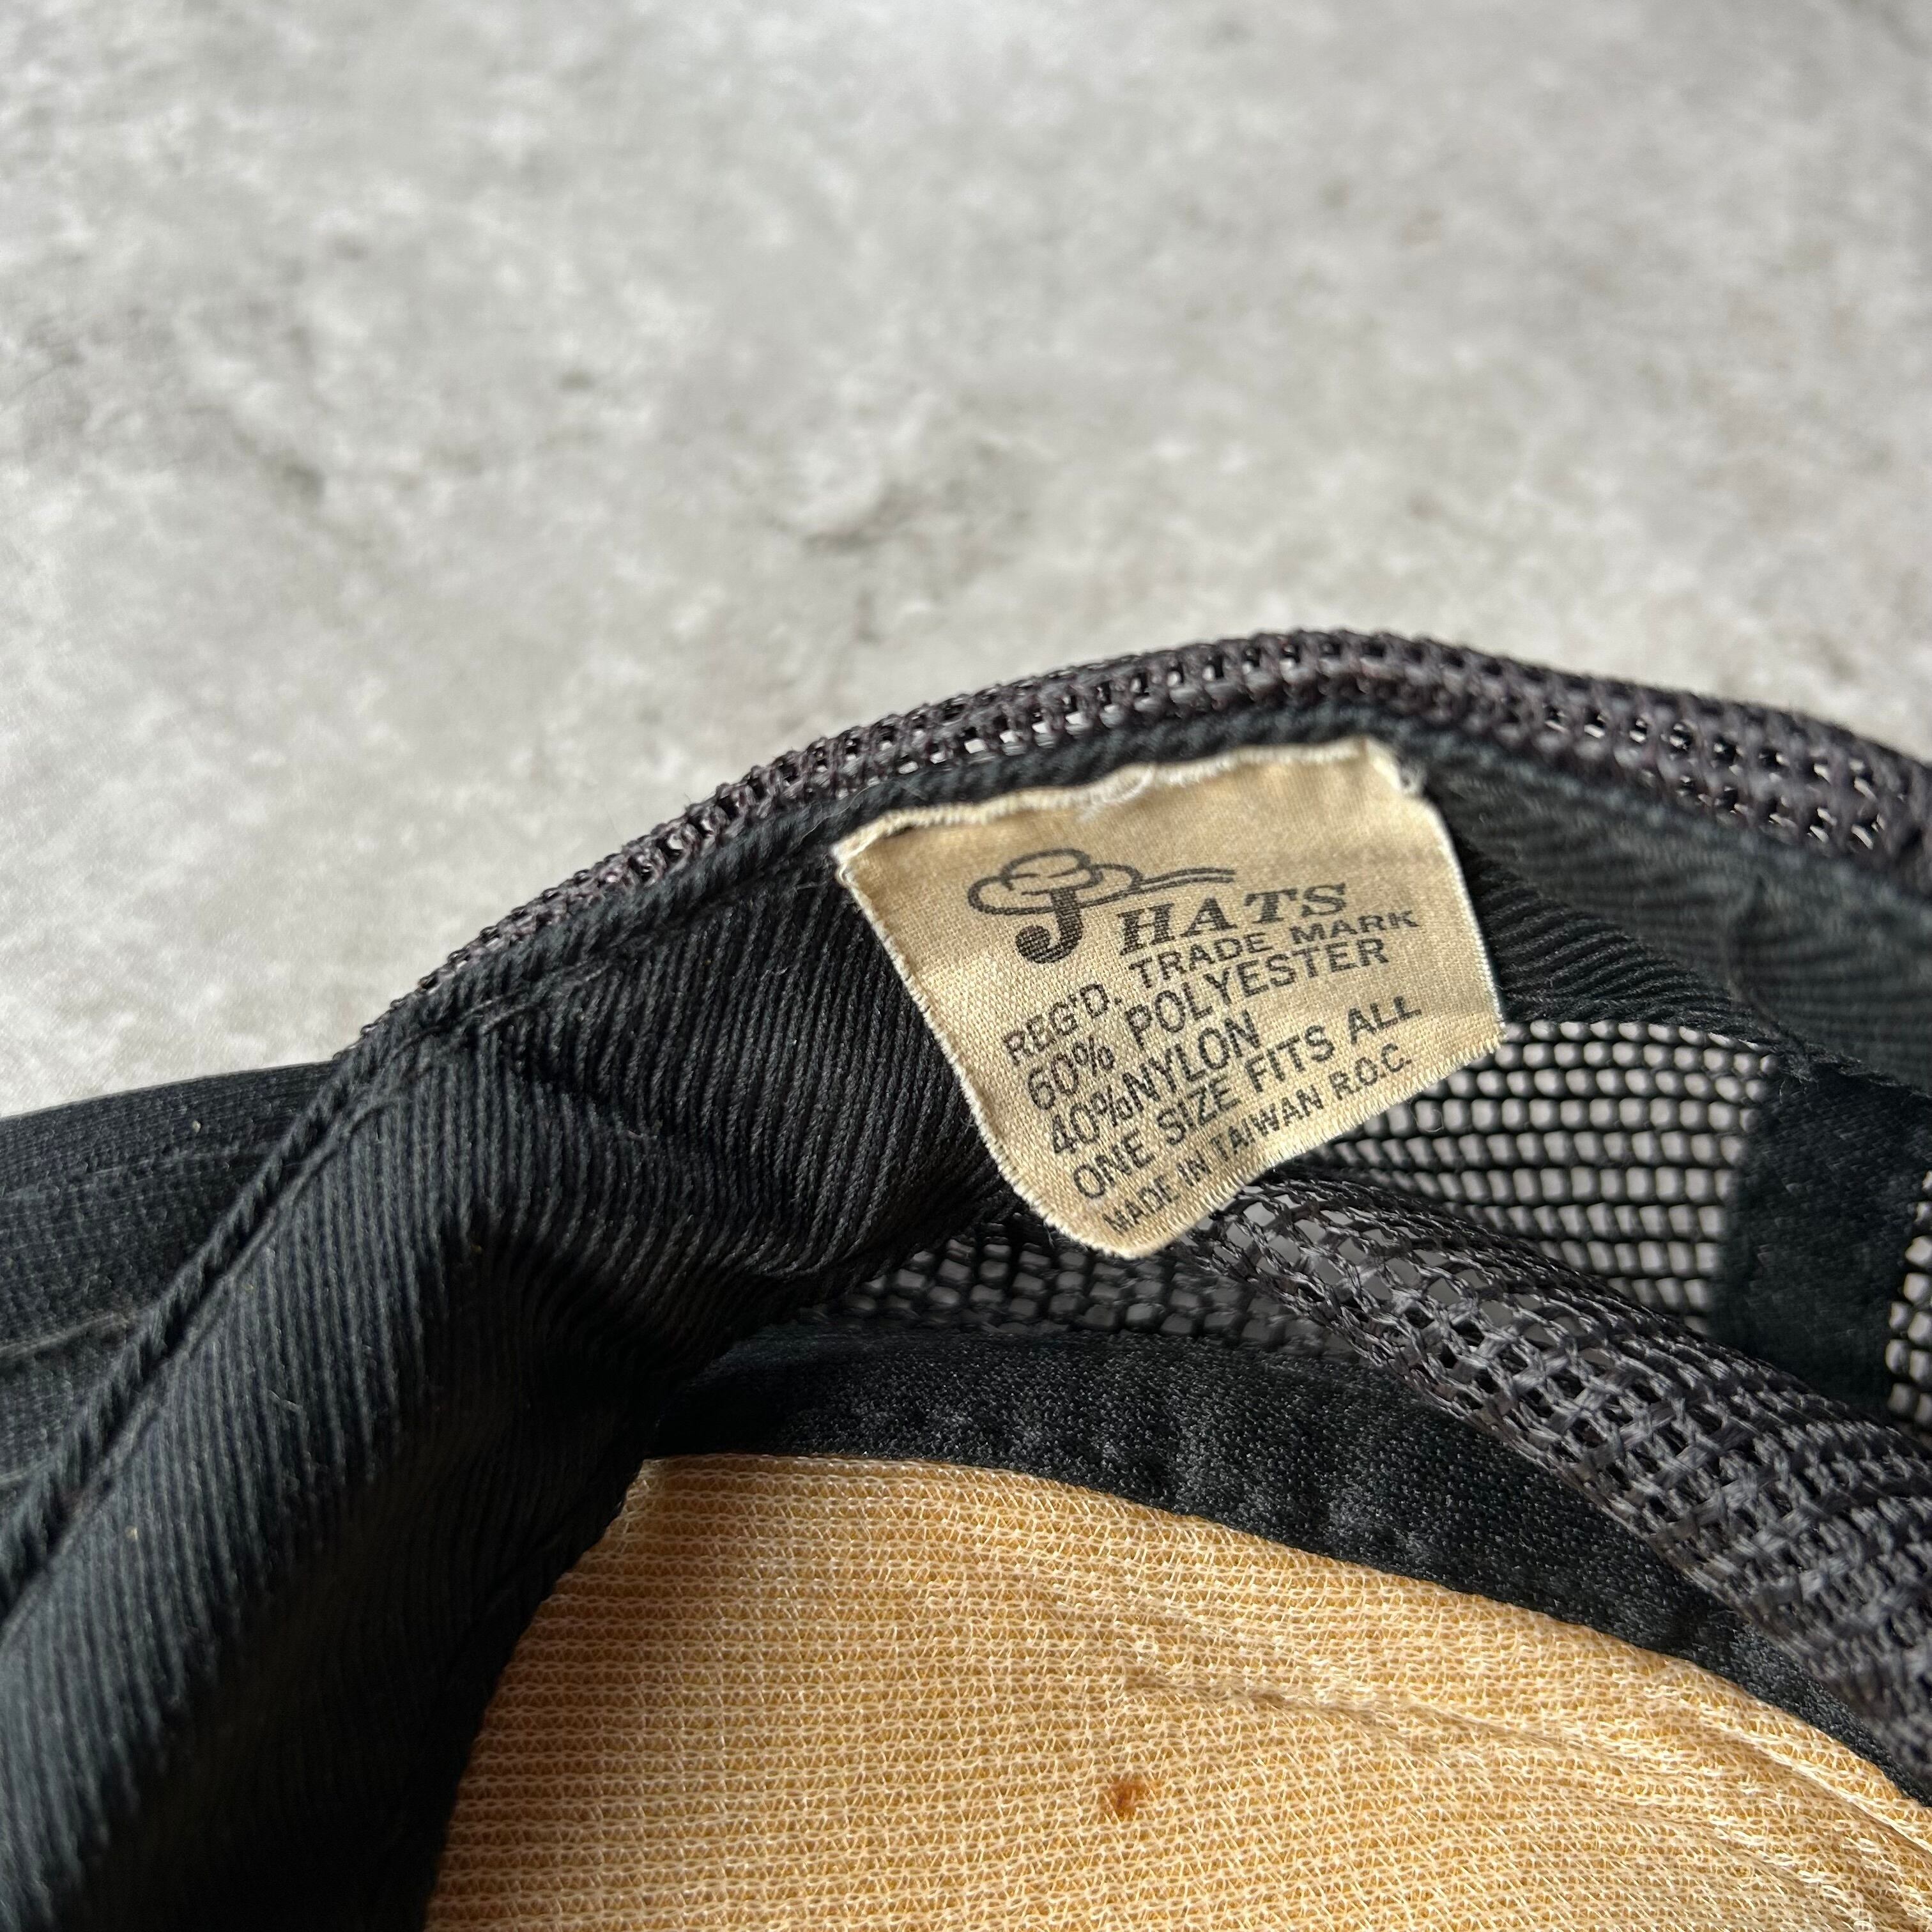 J HATS
REG'D. TRADE MARK
60% POLYESTER
40%NYLON
ONE SIZE FITS ALL
MADE IN TAIWAN R.O.C.